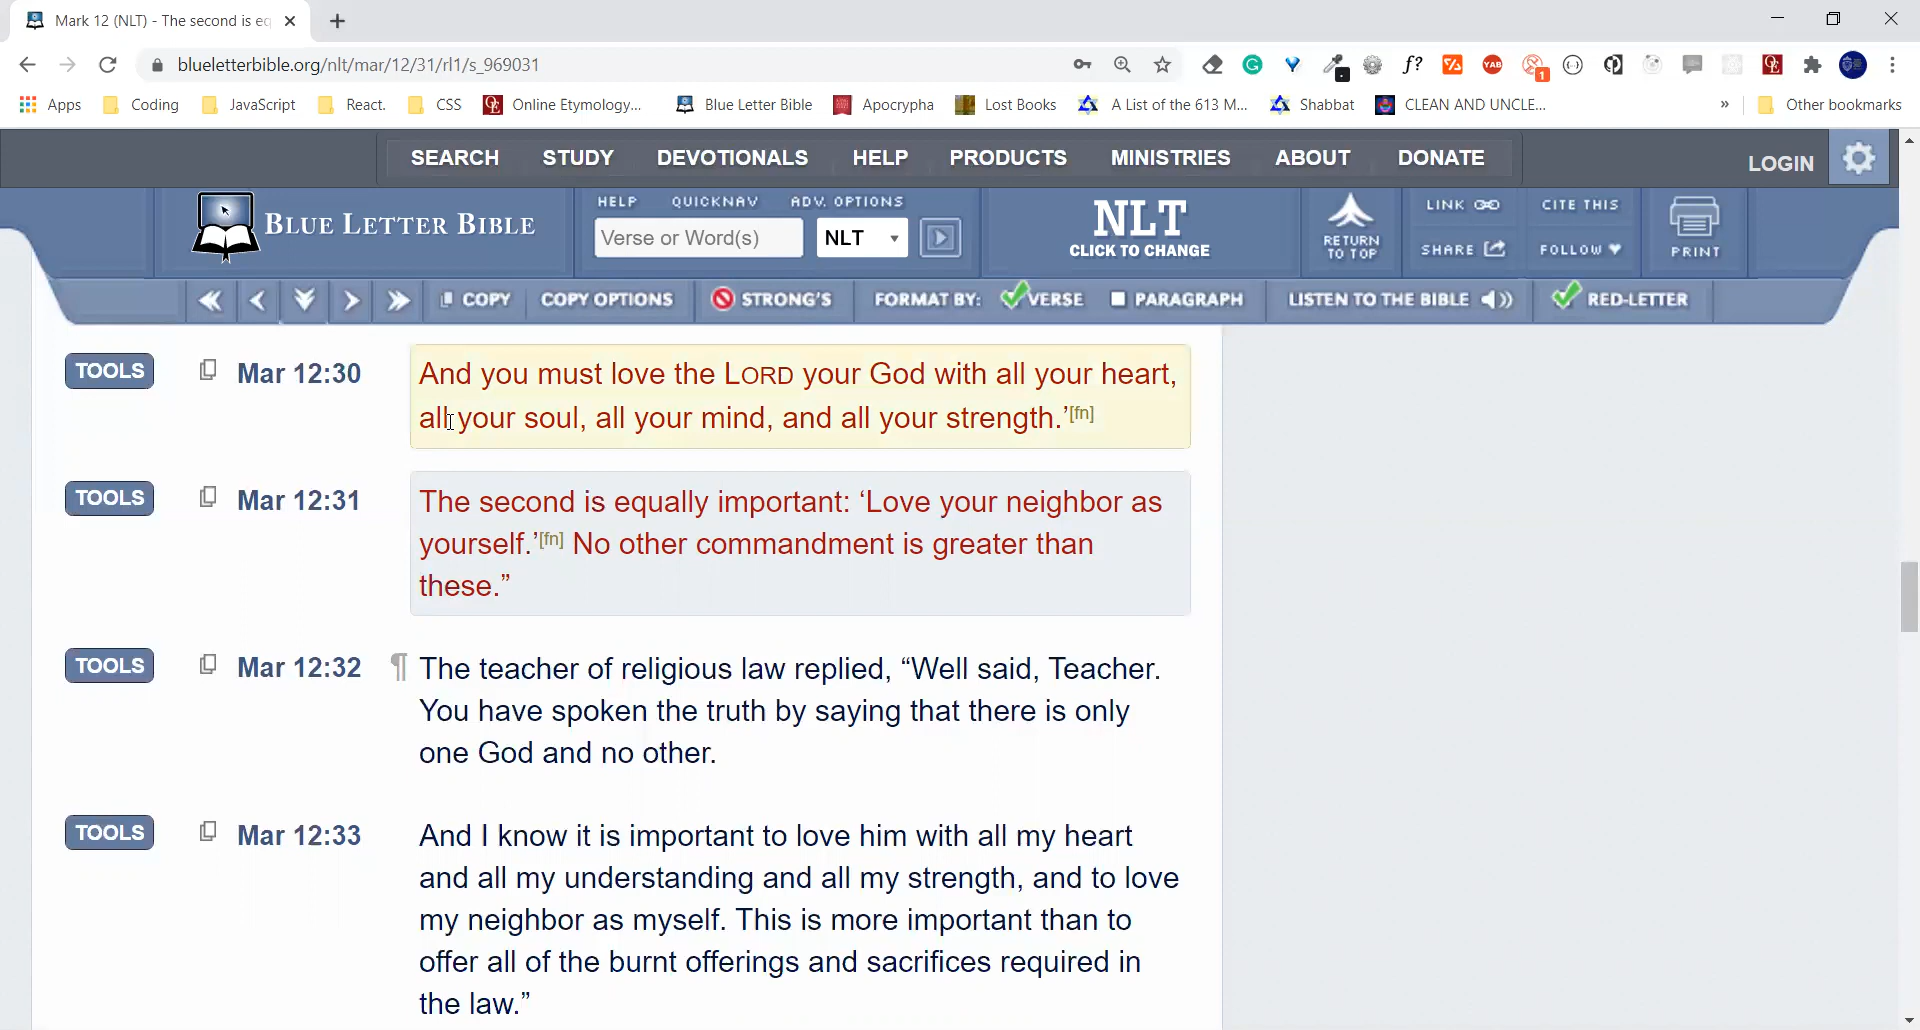 Mark 12 (NLT) - The second is eq
blueletterbible.org/nlt/mar/12/31/rl1/s_969031
f? YAB 1 OE
Apps Coding JavaScript React. CSS OE Online Etymology... Blue Letter Bible Apocrypha Lost Books A List of the 613 M... Shabbat CLEAN AND UNCLE... » Other bookmarks
SEARCH STUDY DEVOTIONALS HELP PRODUCTS MINISTRIES ABOUT DONATE LOGIN
HELP QUICKNAV ADV. OPTIONS
BLUE LETTER BIBLE
Verse or Word(s) NLT
NLT
CLICK TO CHANGE
RETURN
TO TOP
LINK CITE THIS
SHARE FOLLOW
PRINT
COPY COPY OPTIONS STRONG'S FORMAT BY: VERSE PARAGRAPH LISTEN TO THE BIBLE RED-LETTER
TOOLS Mar 12:30 And you must love the LORD your God with all your heart,
all your soul, all your mind, and all your strength.’[fn]
TOOLS Mar 12:31 The second is equally important: ‘Love your neighbor as
yourself.’[fn] No other commandment is greater than
these.”
TOOLS Mar 12:32 ¶ The teacher of religious law replied, “Well said, Teacher.
You have spoken the truth by saying that there is only
one God and no other.
TOOLS Mar 12:33 And I know it is important to love him with all my heart
and all my understanding and all my strength, and to love
my neighbor as myself. This is more important than to
offer all of the burnt offerings and sacrifices required in
the law.”